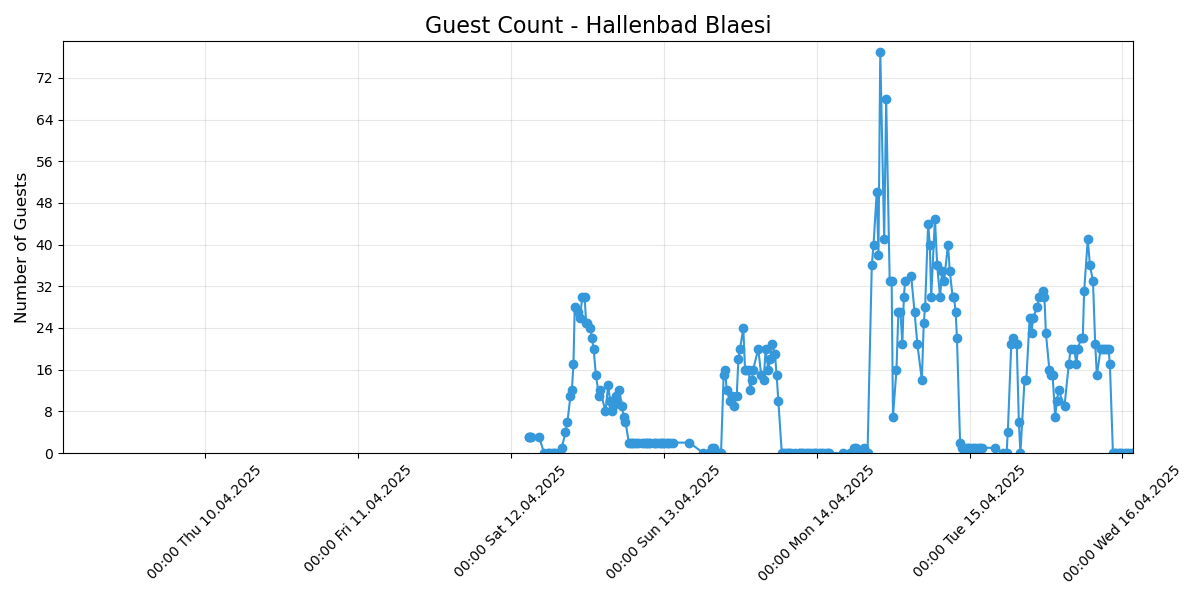 Guest Count - Hallenbad Blaesi
Number of Guests
72
64
56
48
40
32
24
16
8
0
00:00 Thu 10.04.2025
00:00 Fri 11.04.2025
00:00 Sat 12.04.2025
00:00 Sun 13.04.2025
00:00 Mon 14.04.2025
00:00 Tue 15.04.2025
00:00 Wed 16.04.2025